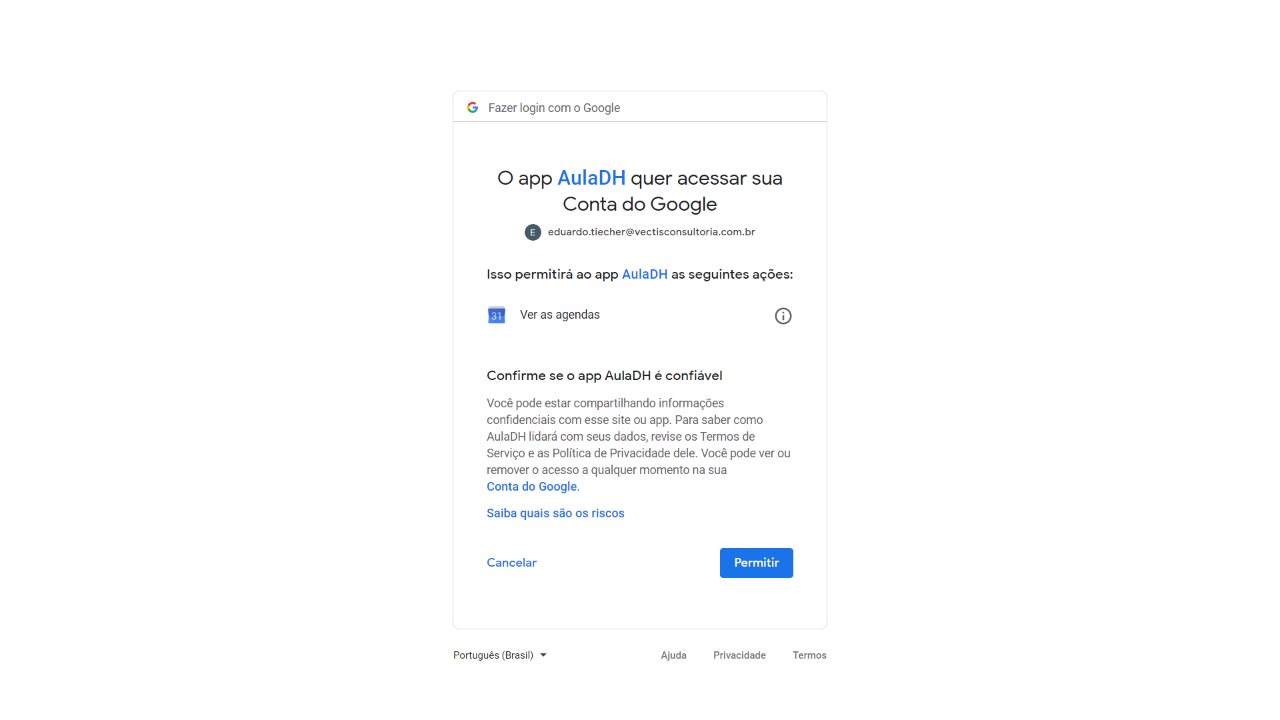 Fazer login com o Google
O app AulaDH quer acessar sua
Conta do Google
E eduardo.tiecher@vectisconsultoria.com.br
Isso permitirá ao app AulaDH as seguintes ações:
31 Ver as agendas
Confirme se o app AulaDH é confiável
Você pode estar compartilhando informações
confidenciais com esse site ou app. Para saber como
AulaDH lidará com seus dados, revise os Termos de
Serviço e as Política de Privacidade dele. Você pode ver ou
remover o acesso a qualquer momento na sua
Conta do Google.
Saiba quais são os riscos
Cancelar Permitir
Português (Brasil) Ajuda Privacidade Termos